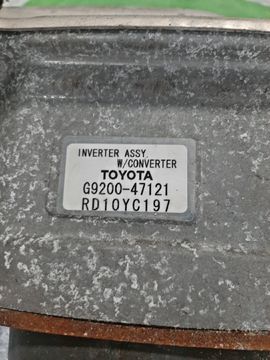 INVERTER ASSY.
W/CONVERTER
TOYOTA
G9200-47121
RD10YC197